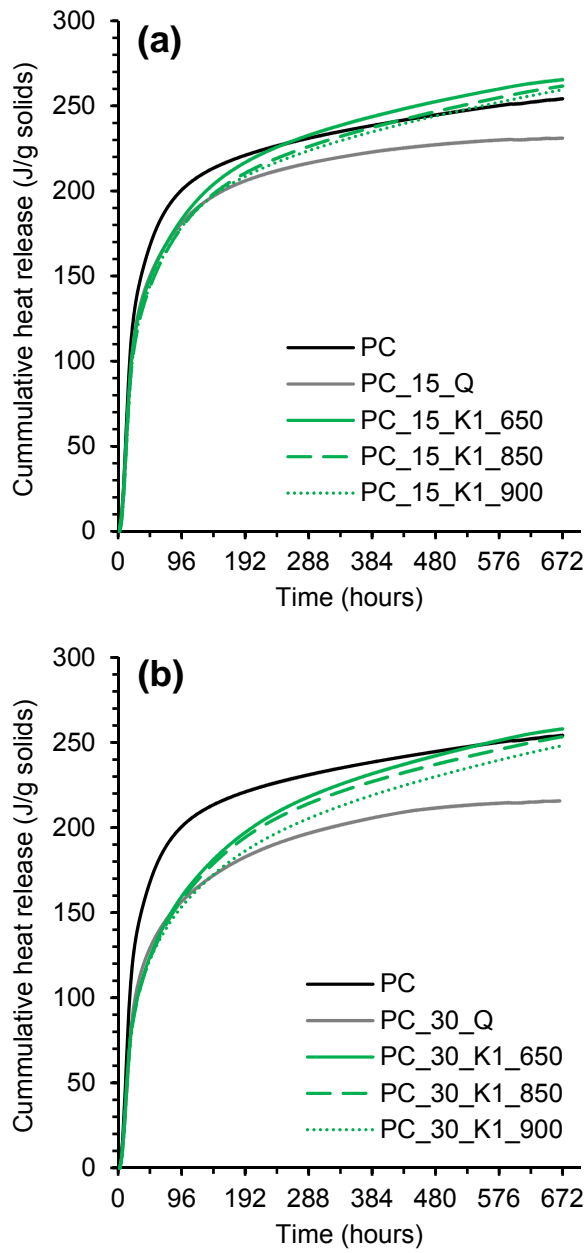 (a)
Cummulative heat release (J/g solids)
300
250
200
150
100
50
0
PC
PC_15_Q
PC_15_K1_650
PC_15_K1_850
PC_15_K1_900
0 96 192 288 384 480 576 672
Time (hours)
(b)
Cummulative heat release (J/g solids)
300
250
200
150
100
50
0
PC
PC_30_Q
PC_30_K1_650
PC_30_K1_850
PC_30_K1_900
0 96 192 288 384 480 576 672
Time (hours)